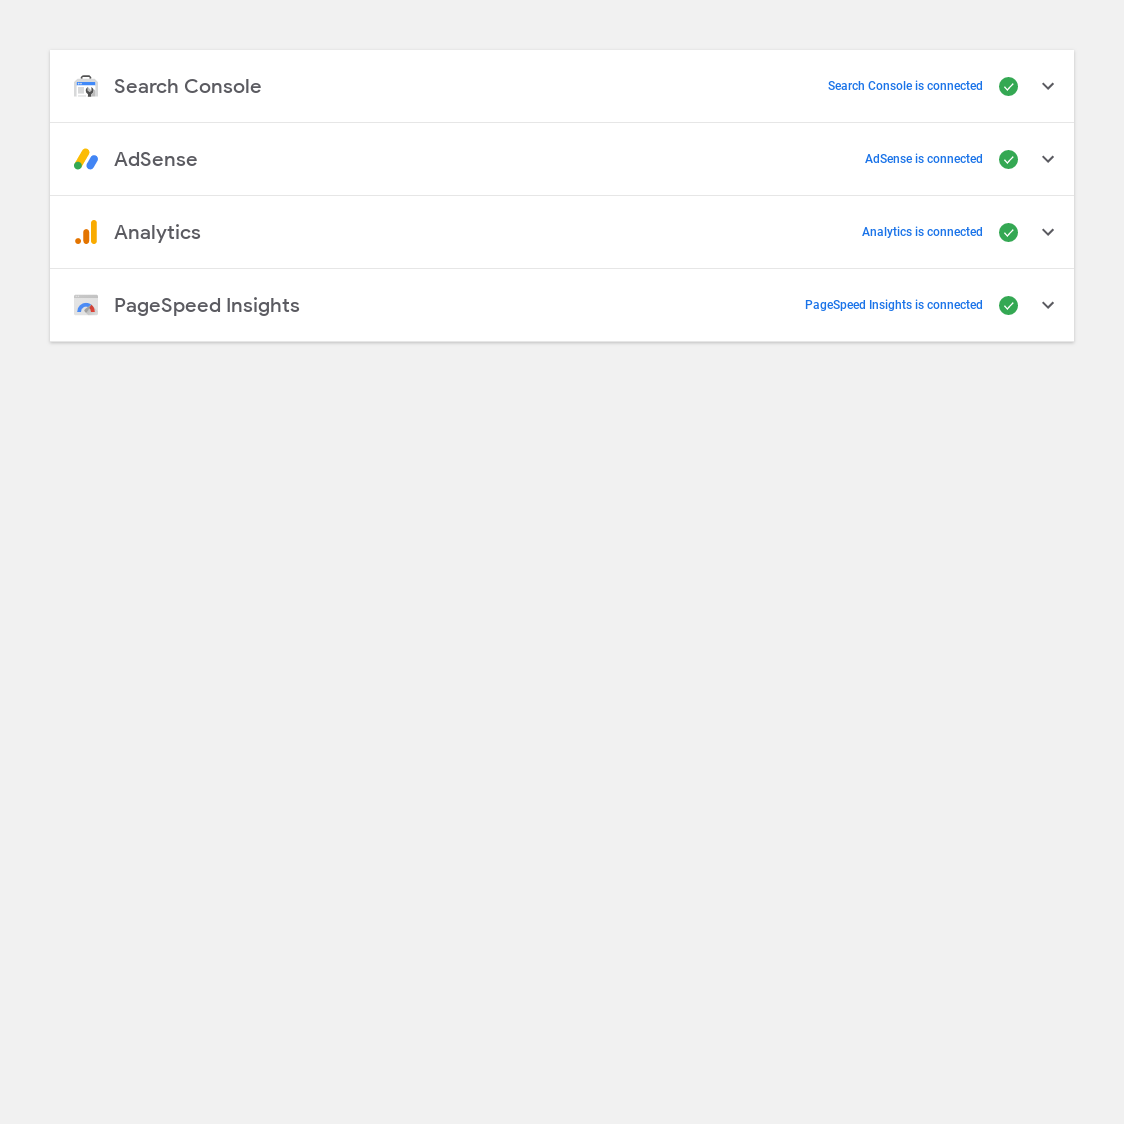 Search Console Search Console is connected
AdSense AdSense is connected
Analytics Analytics is connected
PageSpeed Insights PageSpeed Insights is connected